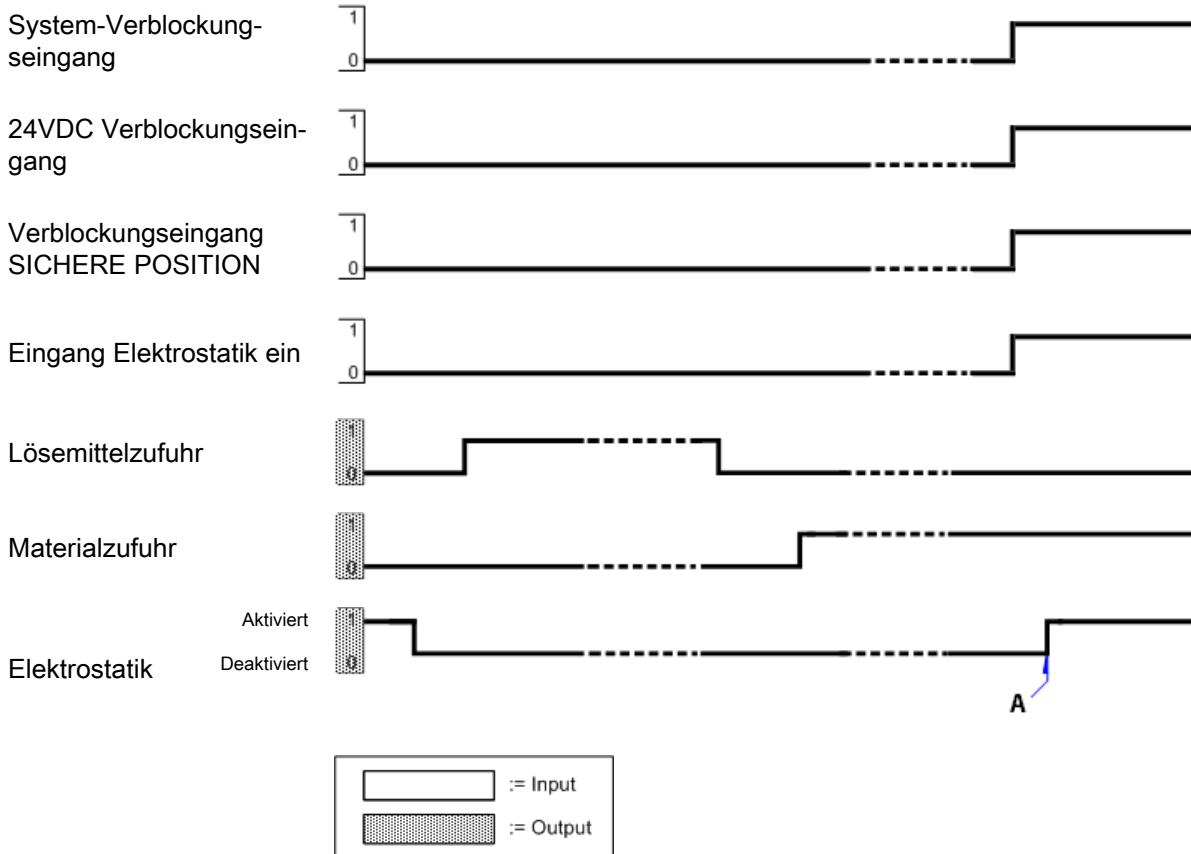 System-Verblockung-
seingang
1
0
24VDC Verblockungsein-
gang
1
0
Verblockungseingang
SICHERE POSITION
1
0
Eingang Elektrostatik ein
1
0
Lösemittelzufuhr
1
0
Materialzufuhr
1
0
Elektrostatik
Aktiviert
Deaktiviert
1
0
A
:= Input
:= Output